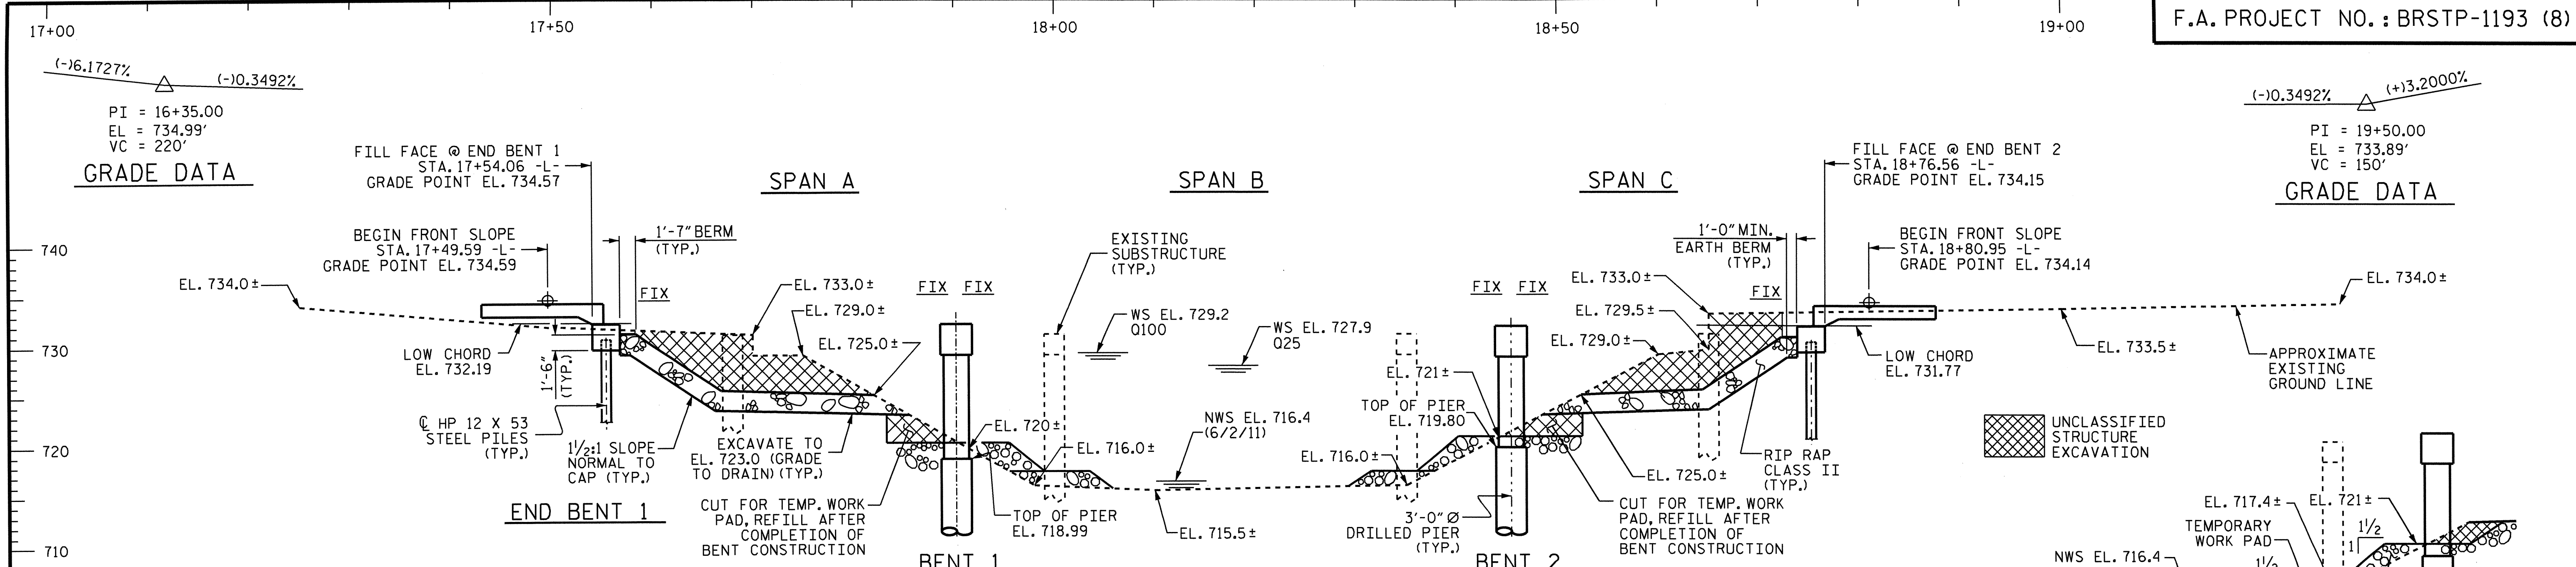 17+00
17+50
18+00
18+50
19+00
F.A. PROJECT NO.: BRSTP-1193 (8)
(-)6.1727%
(-)0.3492%
PI = 16+35.00
EL = 734.99'
VC = 220'
GRADE DATA
(-)0.3492%
(+)3.2000%
PI = 19+50.00
EL = 733.89'
VC = 150'
GRADE DATA
FILL FACE @ END BENT 1
STA. 17+54.06 -L-
GRADE POINT EL. 734.57
SPAN A
SPAN B
SPAN C
FILL FACE @ END BENT 2
STA. 18+76.56 -L-
GRADE POINT EL. 734.15
BEGIN FRONT SLOPE
STA. 17+49.59 -L-
GRADE POINT EL. 734.59
1'-7" BERM
(TYP.)
EXISTING
SUBSTRUCTURE
(TYP.)
1'-0" MIN.
EARTH BERM
(TYP.)
BEGIN FRONT SLOPE
STA. 18+80.95 -L-
GRADE POINT EL. 734.14
740
730
720
710
EL. 734.0±
FIX
EL. 733.0±
EL. 729.0±
EL. 725.0±
FIX FIX
WS EL. 729.2
Q100
WS EL. 727.9
Q25
FIX FIX
EL. 733.0±
EL. 729.5±
EL. 729.0±
FIX
EL. 734.0±
LOW CHORD
EL. 732.19
1'-6"
(TYP.)
LOW CHORD
EL. 731.77
EL. 733.5±
APPROXIMATE
EXISTING
GROUND LINE
℄ HP 12 X 53
STEEL PILES
(TYP.)
1½:1 SLOPE
NORMAL TO
CAP (TYP.)
EXCAVATE TO
EL. 723.0 (GRADE
TO DRAIN) (TYP.)
EL. 720±
EL. 716.0±
NWS EL. 716.4
(6/2/11)
EL. 721±
TOP OF PIER
EL. 719.80
EL. 716.0±
EL. 725.0±
RIP RAP
CLASS II
(TYP.)
UNCLASSIFIED
STRUCTURE
EXCAVATION
END BENT 1
CUT FOR TEMP. WORK
PAD, REFILL AFTER
COMPLETION OF
BENT CONSTRUCTION
TOP OF PIER
EL. 718.99
EL. 715.5±
3'-0" Ø
DRILLED PIER
(TYP.)
CUT FOR TEMP. WORK
PAD, REFILL AFTER
COMPLETION OF
BENT CONSTRUCTION
BENT 1
BENT 2
EL. 717.4±
EL. 721±
TEMPORARY
WORK PAD
1½
1
NWS EL. 716.4
1½